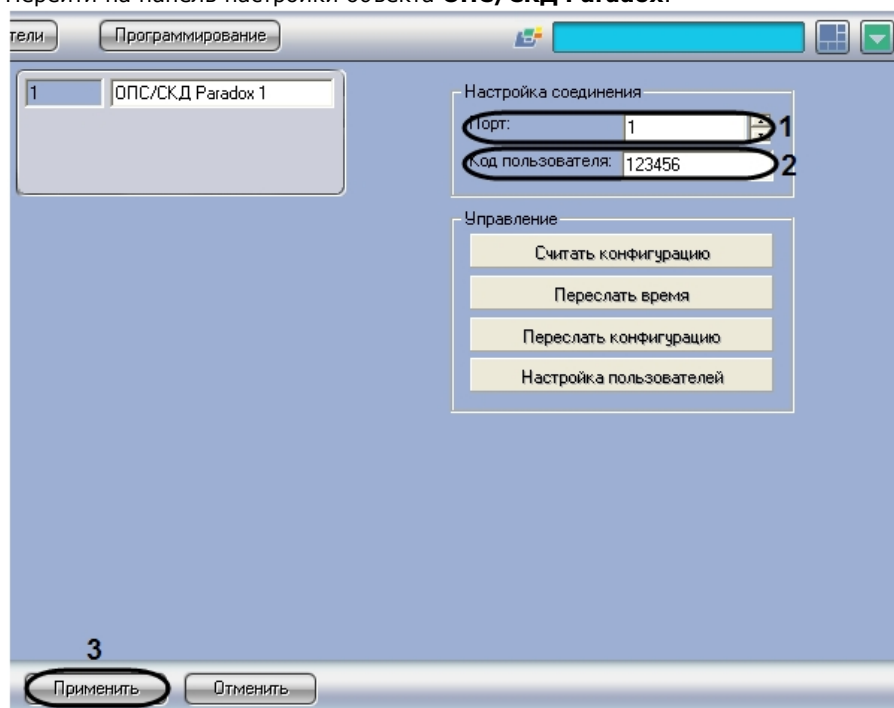 Перейти на панель настройки объекта ОПС/СКД Paradox.
тели Программирование
1 ОПС/СКД Paradox 1
Настройка соединения
Порт: 1 1
Код пользователя: 123456 2
Управление
Считать конфигурацию
Переслать время
Переслать конфигурацию
Настройка пользователей
3
Применить Отменить